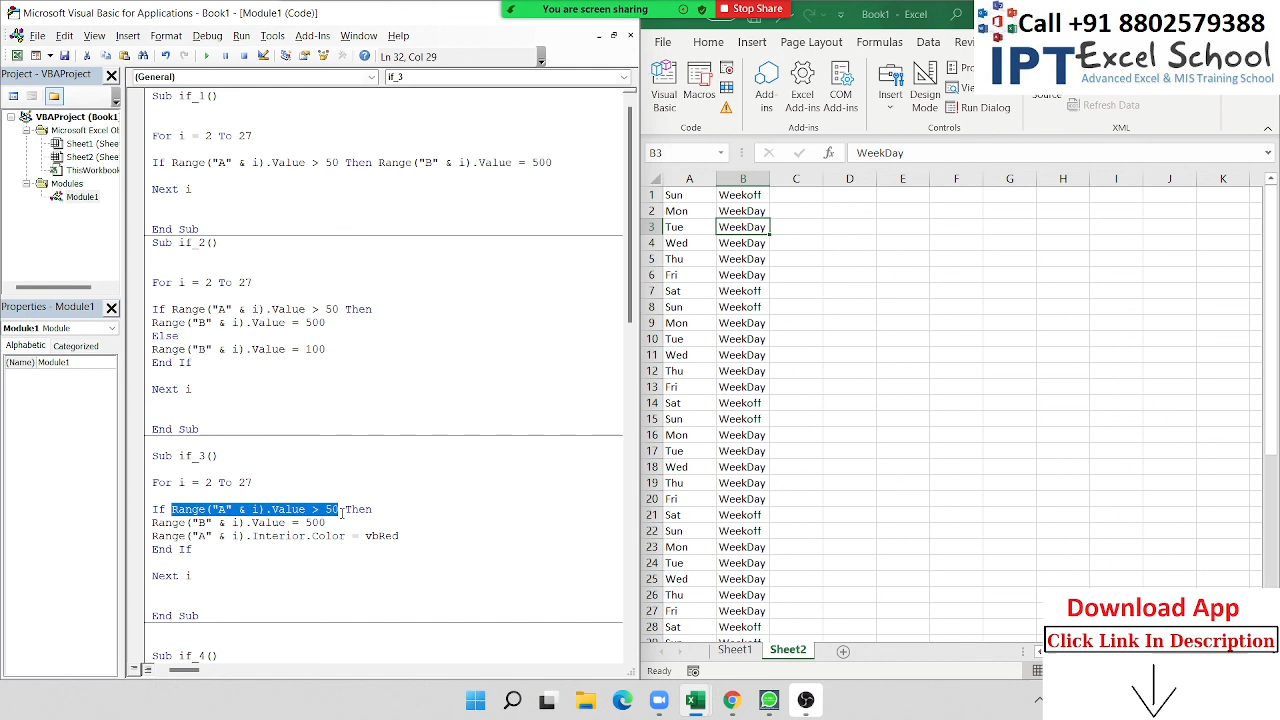 Microsoft Visual Basic for Applications - Book1 - [Module1 (Code)]
You are screen sharing
Stop Share
Book1 - Excel
Call +91 8802579388
IPT Excel School
Advanced Excel & MIS Training School
File Edit View Insert Format Debug Run Tools Add-Ins Window Help
Ln 32, Col 29
File Home Insert Page Layout Formulas Data
Visual Basic
Macros
Add-ins
Excel Add-ins
COM Add-ins
Insert
Design Mode
View Code
Run Dialog
Refresh Data
Code Add-ins Controls XML
Project - VBAProject
(General)
if_3
VBAProject (Book1
Microsoft Excel Ob
Sheet1 (Shee
Sheet2 (Shee
ThisWorkbook
Modules
Module1
Properties - Module1
Module1 Module
Alphabetic Categorized
(Name) Module1
Sub if_1()
For i = 2 To 27
If Range("A" & i).Value > 50 Then Range("B" & i).Value = 500
Next i
End Sub
Sub if_2()
For i = 2 To 27
If Range("A" & i).Value > 50 Then
Range("B" & i).Value = 500
Else
Range("B" & i).Value = 100
End If
Next i
End Sub
Sub if_3()
For i = 2 To 27
If Range("A" & i).Value > 50 Then
Range("B" & i).Value = 500
Range("A" & i).Interior.Color = vbRed
End If
Next i
End Sub
Sub if_4()
B3 fx WeekDay
A B C D E F G H I J K
1 Sun Weekoff
2 Mon WeekDay
3 Tue WeekDay
4 Wed WeekDay
5 Thu WeekDay
6 Fri WeekDay
7 Sat Weekoff
8 Sun Weekoff
9 Mon WeekDay
10 Tue WeekDay
11 Wed WeekDay
12 Thu WeekDay
13 Fri WeekDay
14 Sat Weekoff
15 Sun Weekoff
16 Mon WeekDay
17 Tue WeekDay
18 Wed WeekDay
19 Thu WeekDay
20 Fri WeekDay
21 Sat Weekoff
22 Sun Weekoff
23 Mon WeekDay
24 Tue WeekDay
25 Wed WeekDay
26 Thu WeekDay
27 Fri WeekDay
28 Sat Weekoff
Sheet1 Sheet2
Ready
Download App
Click Link In Description